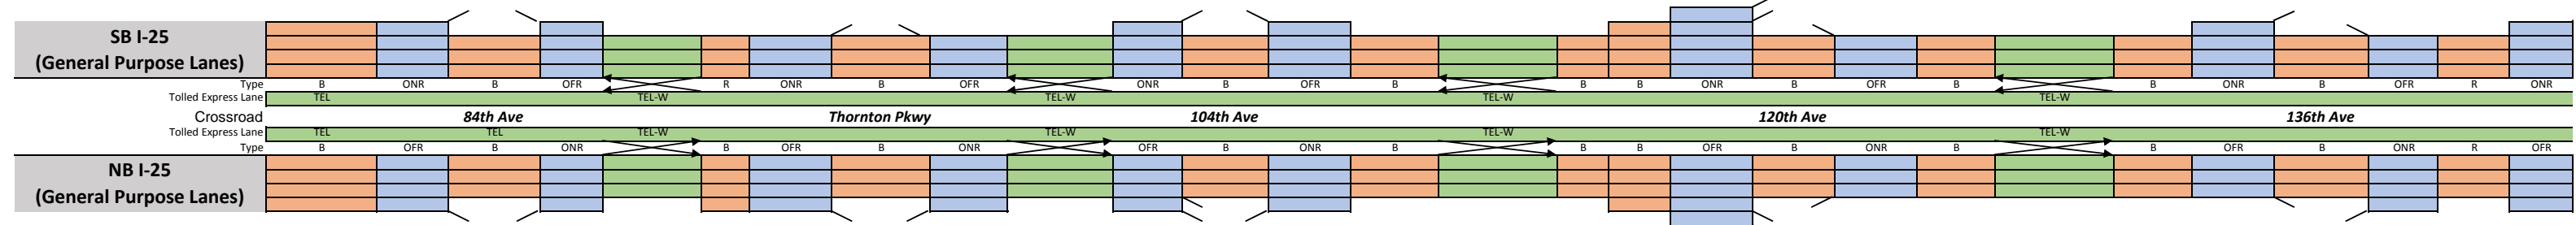 SB I-25
(General Purpose Lanes)
Type B ONR B OFR R ONR B OFR ONR B OFR B B B ONR B OFR B B ONR B OFR R ONR
Tolled Express Lane TEL TEL-W TEL-W TEL-W TEL-W
Crossroad 84th Ave Thornton Pkwy 104th Ave 120th Ave 136th Ave
Tolled Express Lane TEL TEL TEL-W TEL-W TEL-W TEL-W
Type B OFR B ONR B OFR B ONR OFR B ONR B B B OFR B ONR B B OFR B ONR R OFR
NB I-25
(General Purpose Lanes)